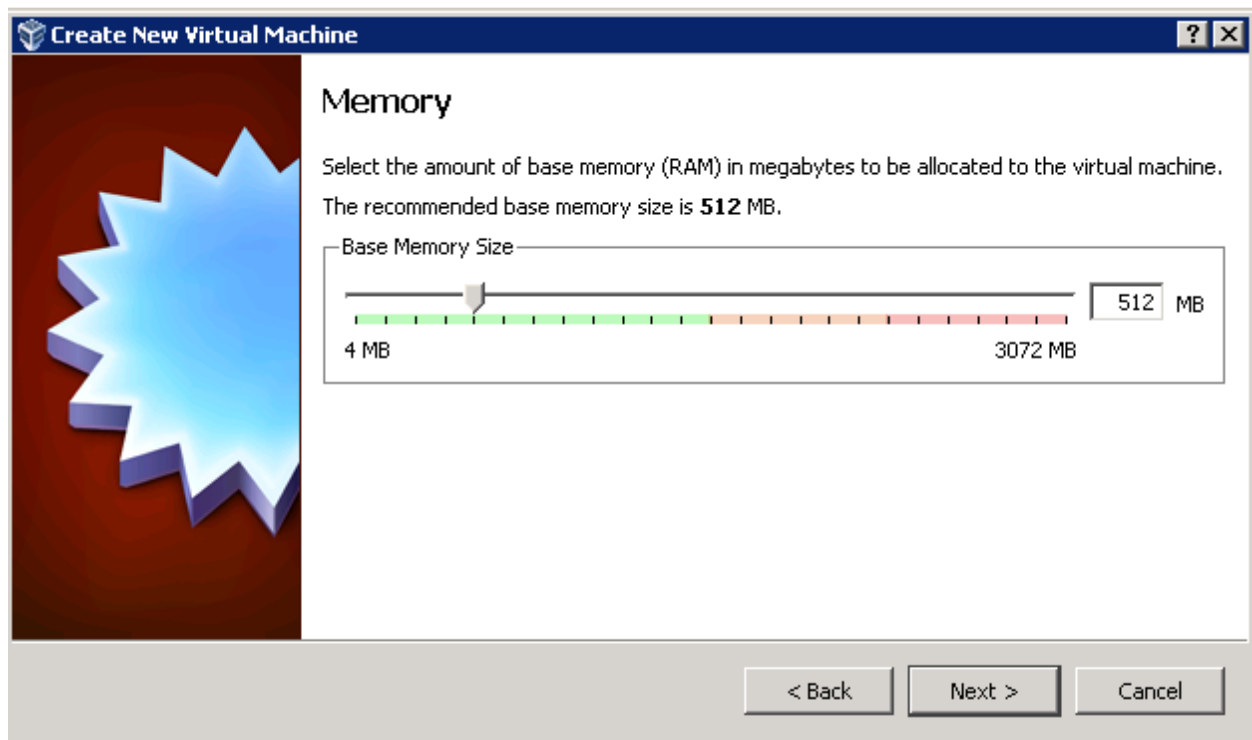 Create New Virtual Machine
Memory
Select the amount of base memory (RAM) in megabytes to be allocated to the virtual machine.
The recommended base memory size is 512 MB.
Base Memory Size
512 MB
4 MB 3072 MB
< Back Next > Cancel